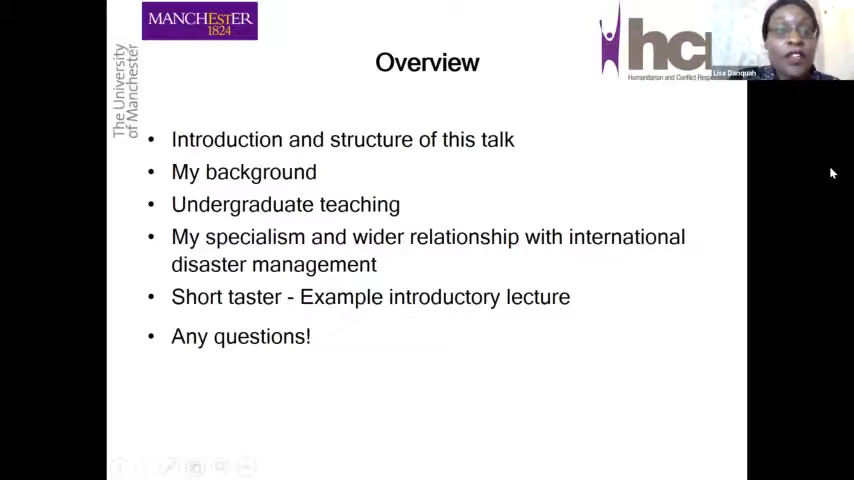 MANCHESTER
1824
The University
of Manchester
Overview
hc
Humanitarian and Conflict
Lisa Danquah
• Introduction and structure of this talk
• My background
• Undergraduate teaching
• My specialism and wider relationship with international
disaster management
• Short taster - Example introductory lecture
• Any questions!